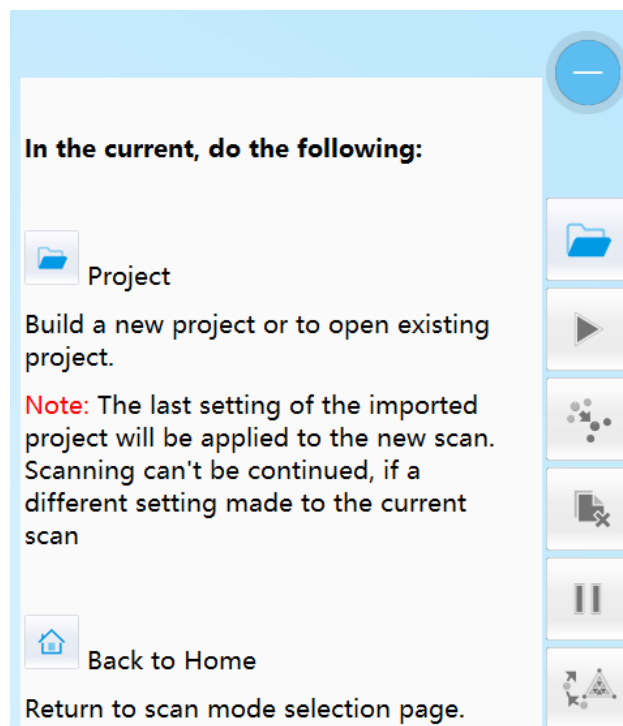 In the current, do the following:
Project
Build a new project or to open existing
project.
Note: The last setting of the imported
project will be applied to the new scan.
Scanning can't be continued, if a
different setting made to the current
scan
Back to Home
Return to scan mode selection page.